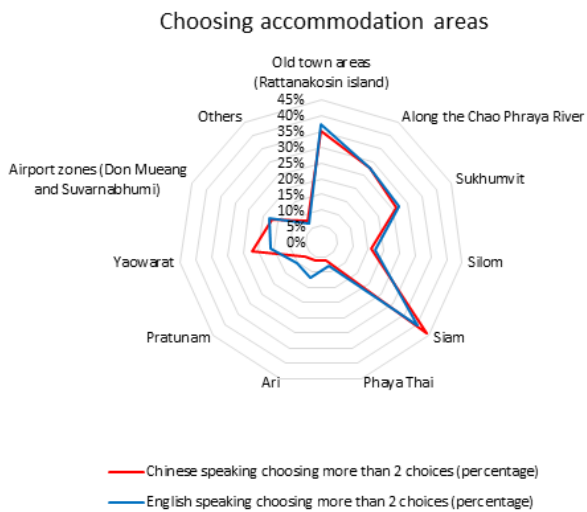 Choosing accommodation areas
Old town areas
(Rattanakosin island)
Along the Chao Phraya River
Sukhumvit
Silom
Siam
Phaya Thai
Ari
Pratunam
Yaowarat
Airport zones (Don Mueang
and Suvarnabhumi)
Others
45%
40%
35%
30%
25%
20%
15%
10%
5%
0%
Chinese speaking choosing more than 2 choices (percentage)
English speaking choosing more than 2 choices (percentage)